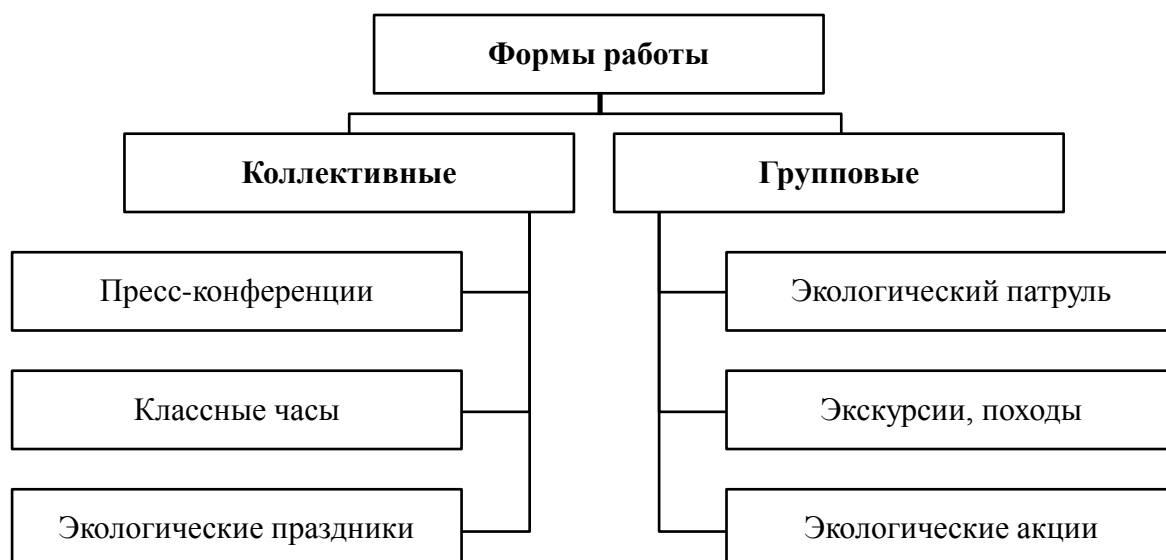 Формы работы
Коллективные
Групповые
Пресс-конференции
Экологический патруль
Классные часы
Экскурсии, походы
Экологические праздники
Экологические акции